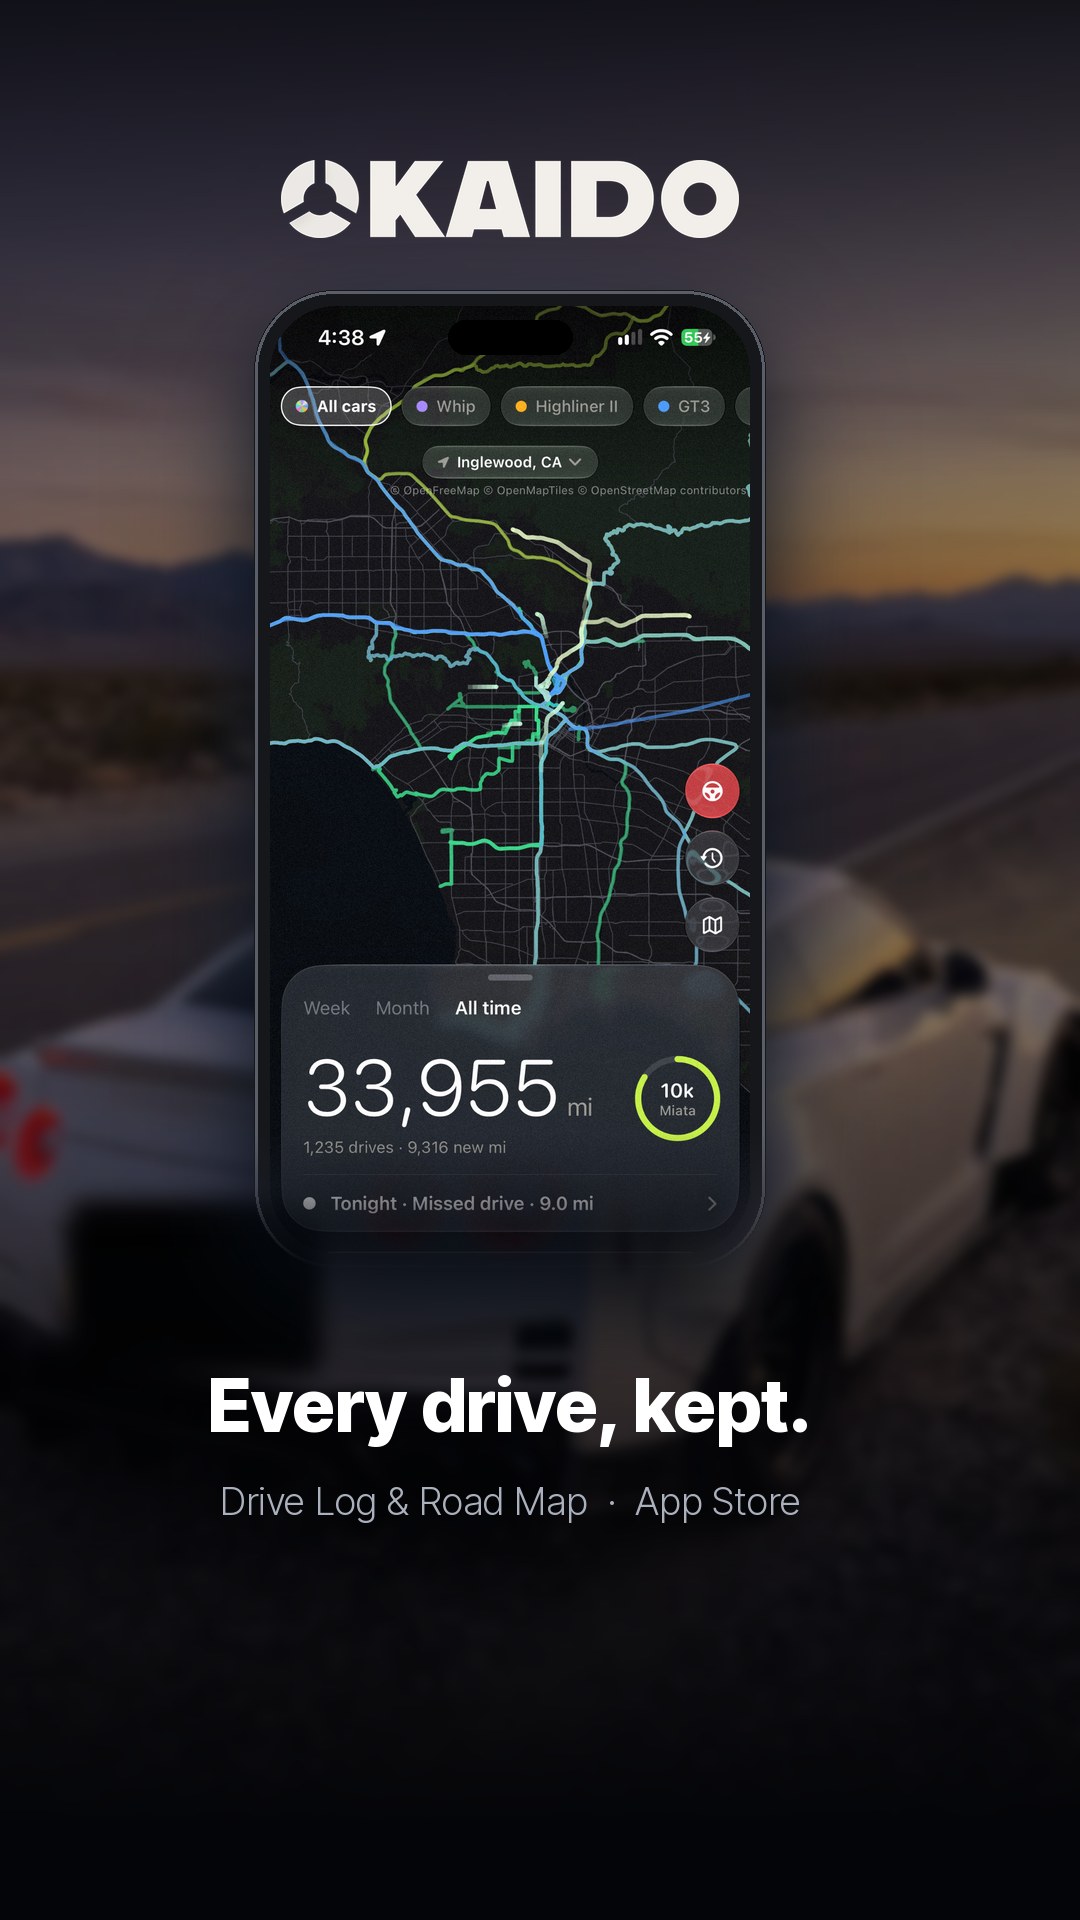 KAIDO
4:38
55
All cars
Whip
Highliner II
GT3
Inglewood, CA
© OpenFreeMap © OpenMapTiles © OpenStreetMap contributors
Week
Month
All time
33,955 mi
10k
Miata
1,235 drives · 9,316 new mi
Tonight · Missed drive · 9.0 mi
Every drive, kept.
Drive Log & Road Map · App Store